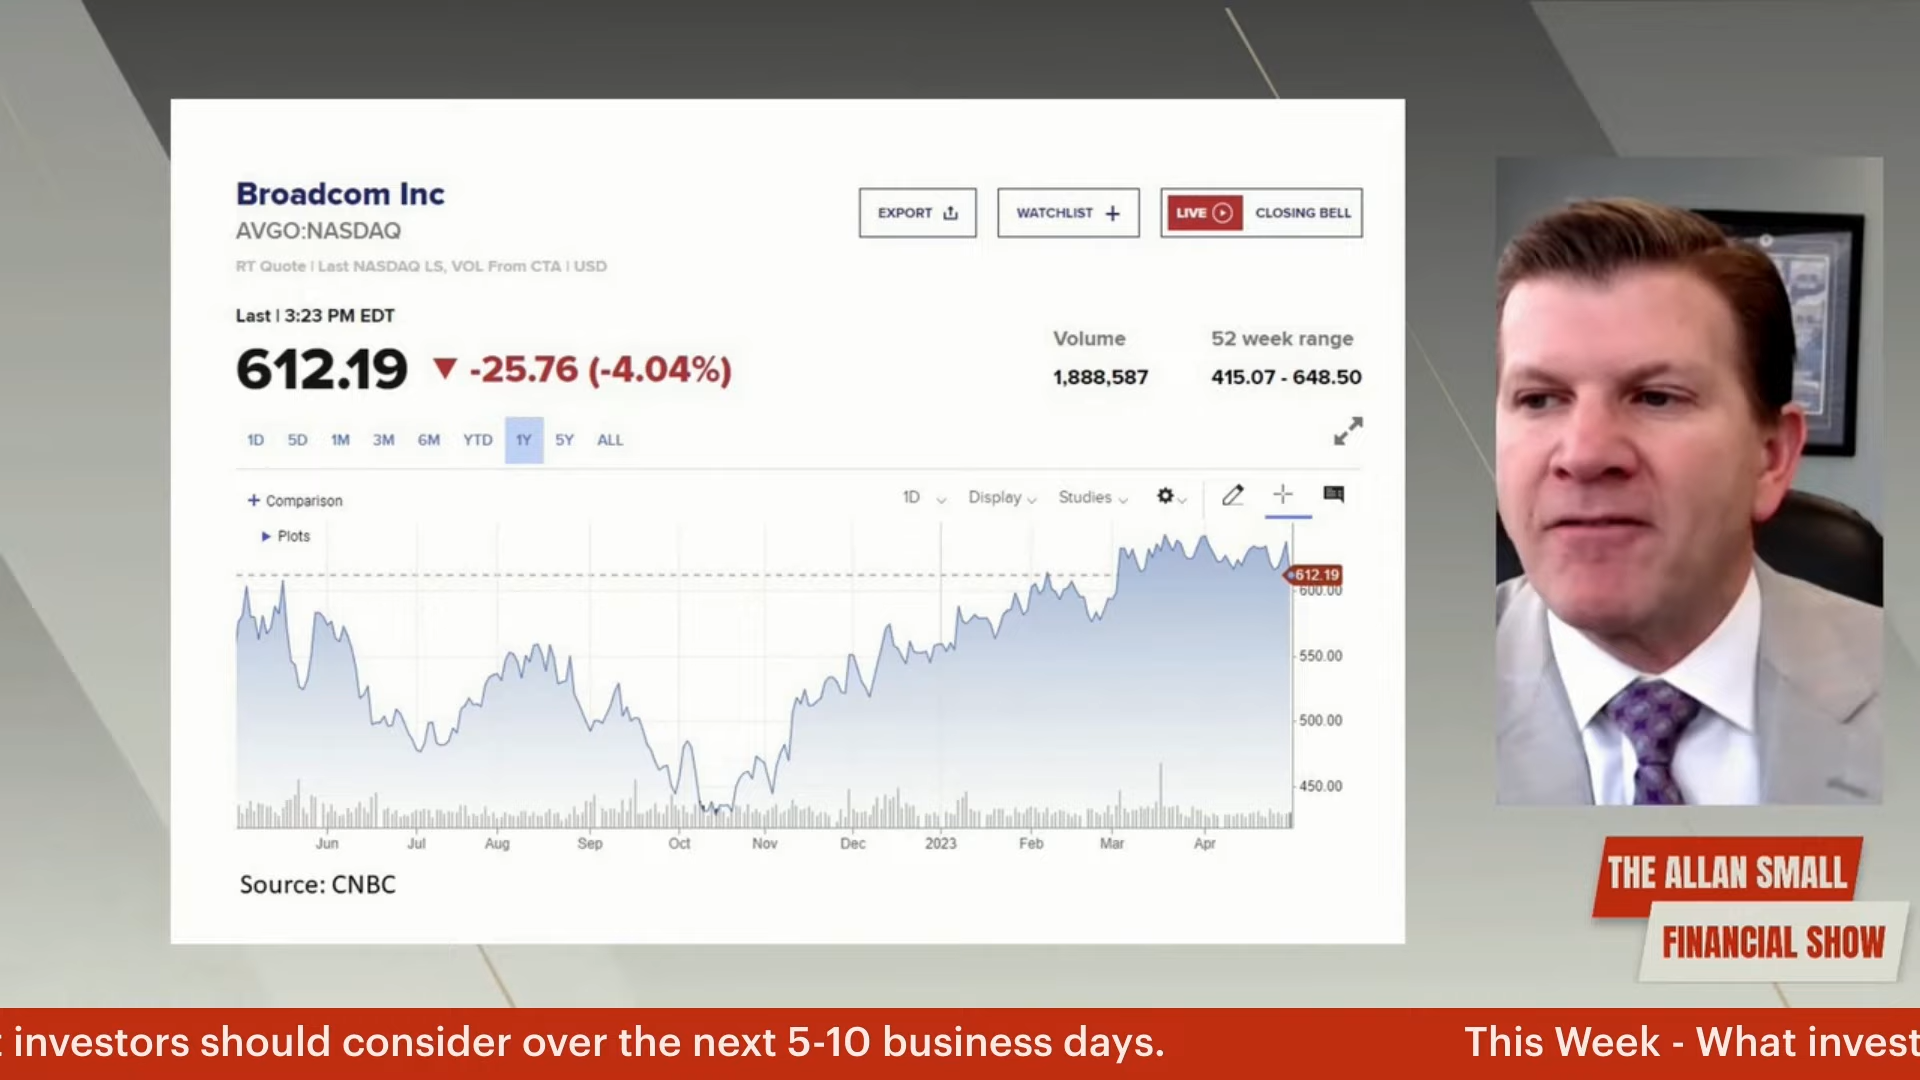 Broadcom Inc
AVGO:NASDAQ
RT Quote | Last NASDAQ LS, VOL From CTA | USD
EXPORT
WATCHLIST +
LIVE CLOSING BELL
Last | 3:23 PM EDT
612.19 ▼ -25.76 (-4.04%)
Volume
1,888,587
52 week range
415.07 - 648.50
1D 5D 1M 3M 6M YTD 1Y 5Y ALL
+ Comparison
1D Display Studies
Plots
612.19
600.00
550.00
500.00
450.00
Jun Jul Aug Sep Oct Nov Dec 2023 Feb Mar Apr
Source: CNBC
THE ALLAN SMALL
FINANCIAL SHOW
investors should consider over the next 5-10 business days. This Week - What invest